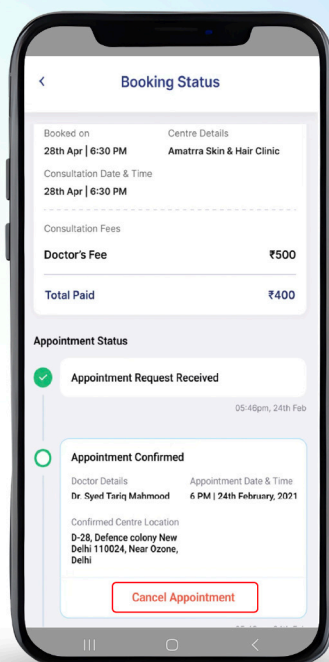 Booking Status
Booked on
Centre Details
28th Apr | 6:30 PM
Amatrra Skin & Hair Clinic
Consultation Date & Time
28th Apr | 6:30 PM
Consultation Fees
Doctor's Fee ₹500
Total Paid ₹400
Appointment Status
Appointment Request Received
05:46pm, 24th Feb
Appointment Confirmed
Doctor Details
Appointment Date & Time
Dr. Syed Tariq Mahmood
6 PM | 24th February, 2021
Confirmed Centre Location
D-28, Defence colony New
Delhi 110024, Near Ozone,
Delhi
Cancel Appointment